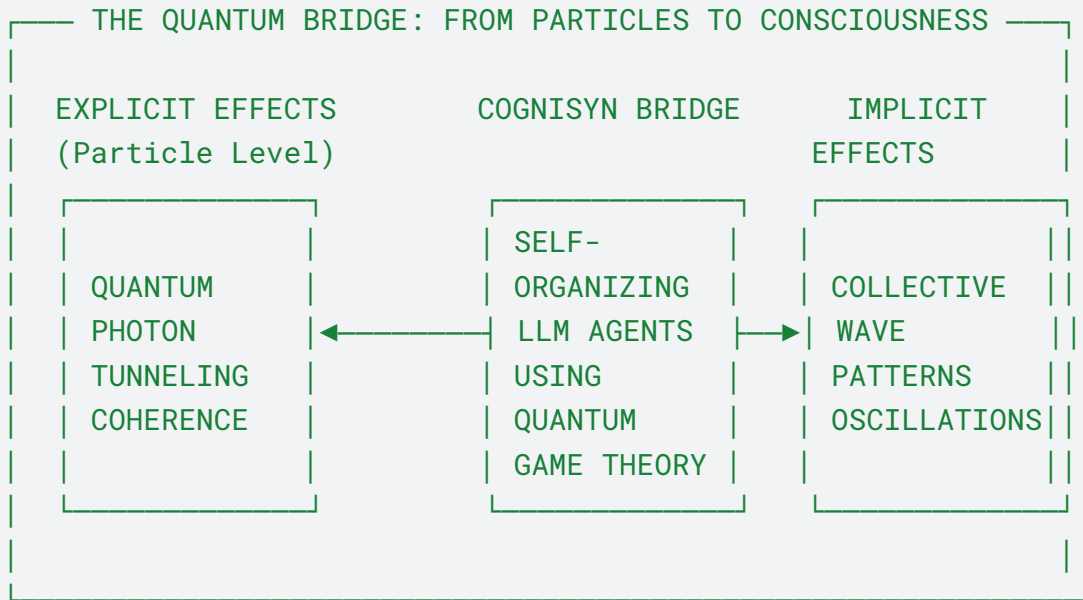 THE QUANTUM BRIDGE: FROM PARTICLES TO CONSCIOUSNESS
EXPLICIT EFFECTS COGNISYN BRIDGE IMPLICIT
(Particle Level) EFFECTS
SELF-
QUANTUM ORGANIZING COLLECTIVE
PHOTON LLM AGENTS WAVE
TUNNELING USING PATTERNS
COHERENCE QUANTUM OSCILLATIONS
GAME THEORY